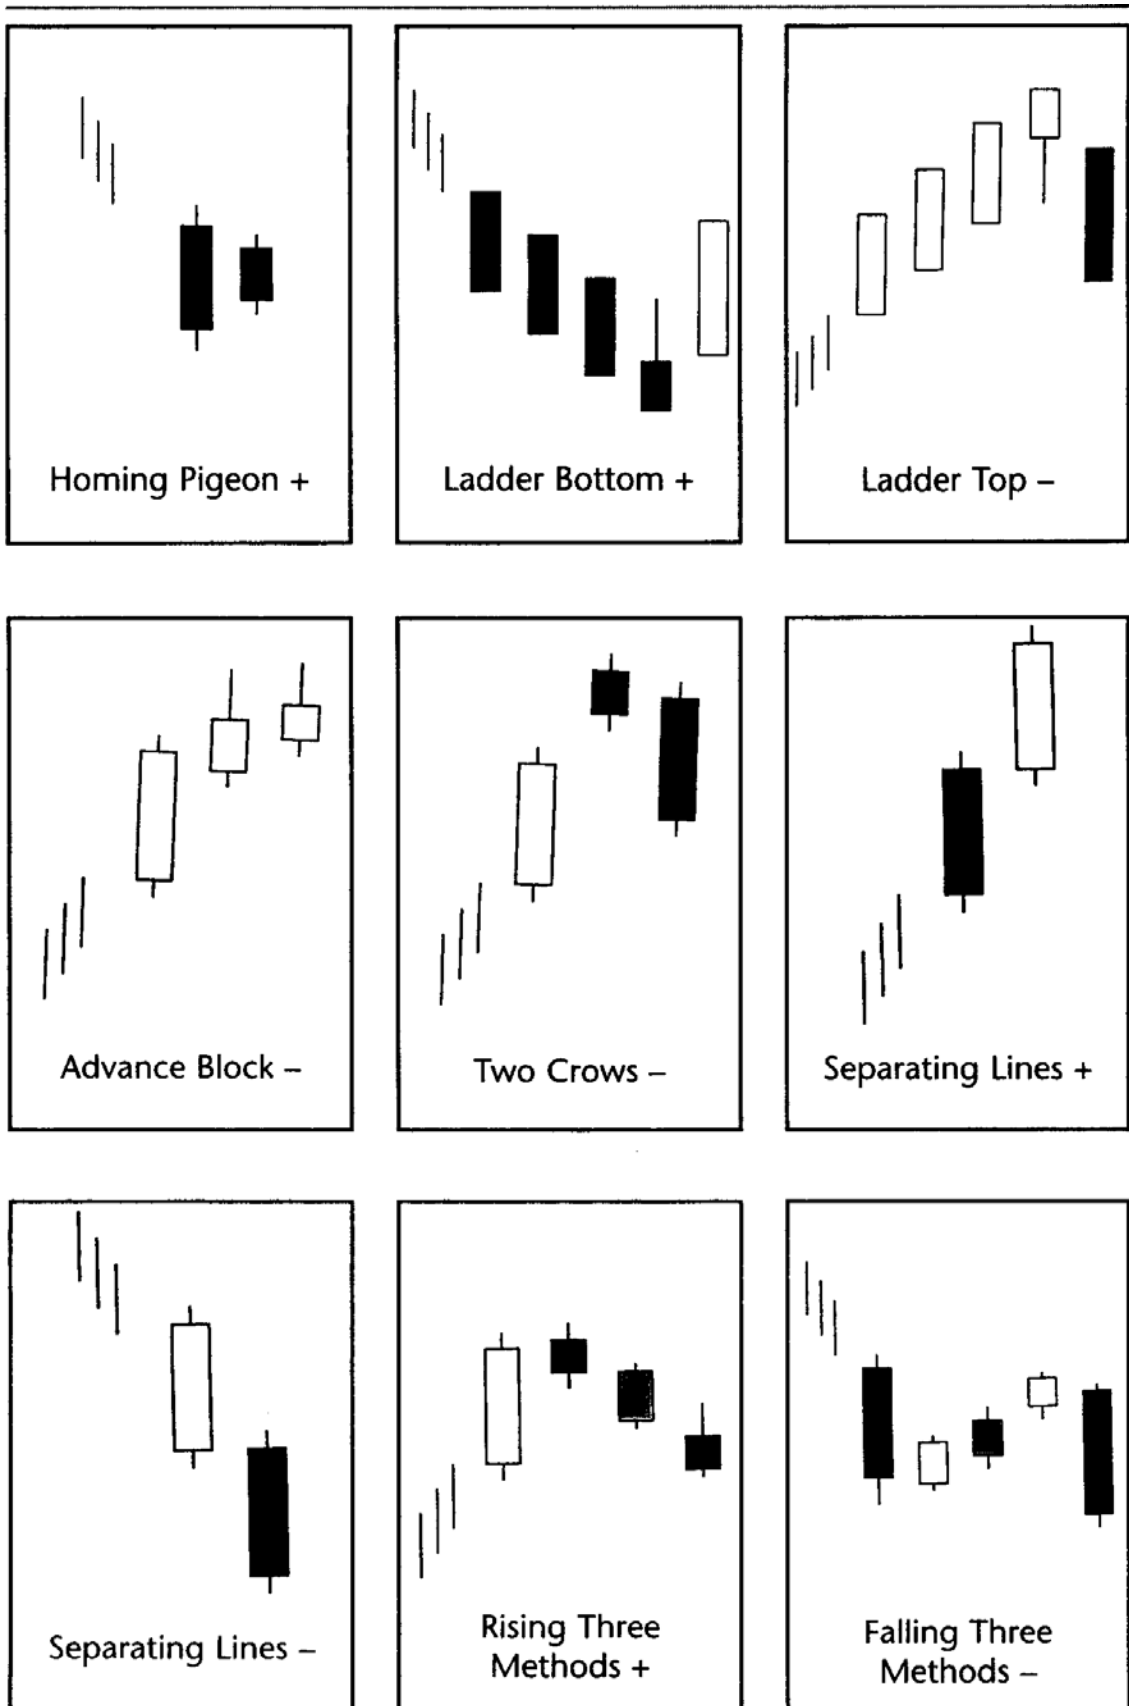 Homing Pigeon +
Ladder Bottom +
Ladder Top –
Advance Block –
Two Crows –
Separating Lines +
Separating Lines –
Rising Three
Methods +
Falling Three
Methods –